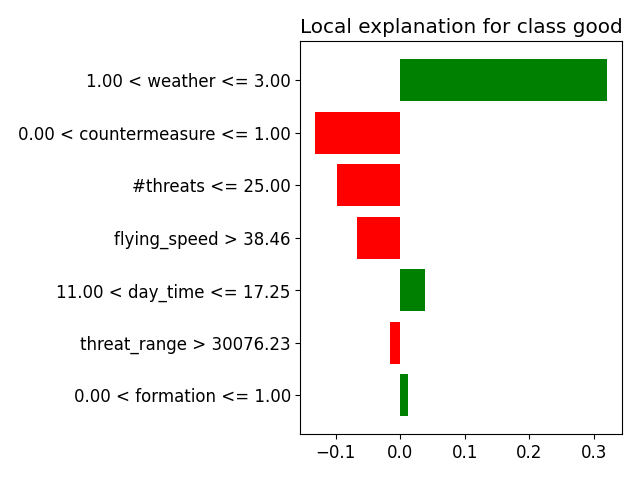 Local explanation for class good
1.00 < weather <= 3.00
0.00 < countermeasure <= 1.00
#threats <= 25.00
flying_speed > 38.46
11.00 < day_time <= 17.25
threat_range > 30076.23
0.00 < formation <= 1.00
−0.1 0.0 0.1 0.2 0.3